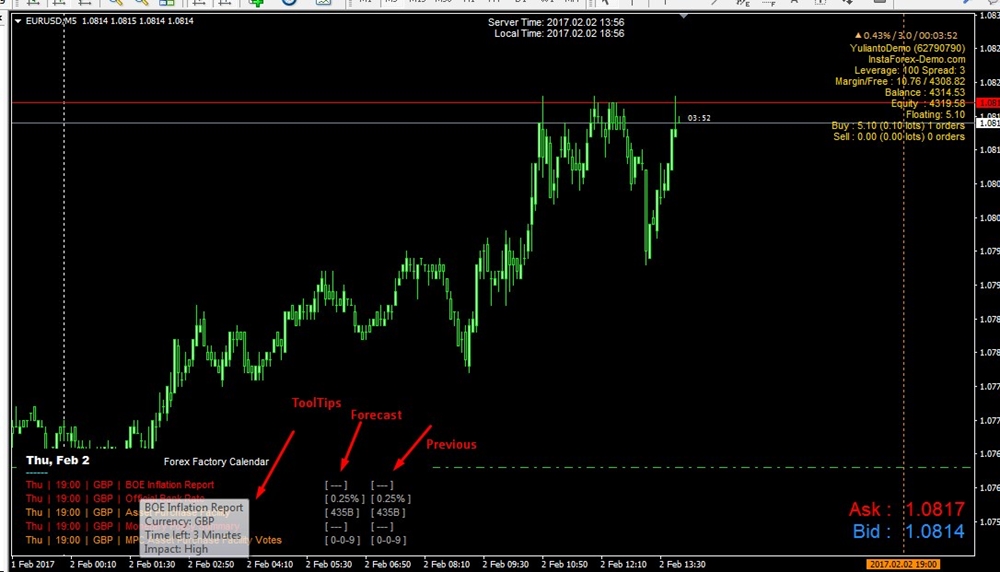 EURUSD,M5 1.0814 1.0815 1.0814 1.0814
Server Time: 2017.02.02 13:56
Local Time: 2017.02.02 18:56
0.43% / 3.0 / 00:03:52
YuliantoDemo (62790790)
InstaForex-Demo.com
Leverage: 100 Spread: 3
Margin/Free : 10.76 / 4308.82
Balance : 4314.53
Equity : 4319.58
Floating: 5.10
Buy : 5.10 (0.10 lots) 1 orders
Sell : 0.00 (0.00 lots) 0 orders
03:52
1.083
1.082
1.082
1.081
1.081
1.081
1.080
1.080
1.079
1.079
1.078
1.078
1.077
1.077
1.076
1.076
1.075
ToolTips
Forecast
Previous
Thu, Feb 2
Forex Factory Calendar
------
Thu | 19:00 | GBP | BOE Inflation Report [ --- ] [ --- ]
Thu | 19:00 | GBP | Official Bank Rate [ 0.25% ] [ 0.25% ]
Thu | 19:00 | GBP | [ 435B ] [ 435B ]
Thu | 19:00 | GBP | [ --- ] [ --- ]
Thu | 19:00 | GBP | Votes [ 0-0-9 ] [ 0-0-9 ]
BOE Inflation Report
Currency: GBP
Time left: 3 Minutes
Impact: High
Ask : 1.0817
Bid : 1.0814
1 Feb 2017
2 Feb 00:10
2 Feb 01:30
2 Feb 02:50
2 Feb 04:10
2 Feb 05:30
2 Feb 06:50
2 Feb 08:10
2 Feb 09:30
2 Feb 10:50
2 Feb 12:10
2 Feb 13:30
2017.02.02 19:00